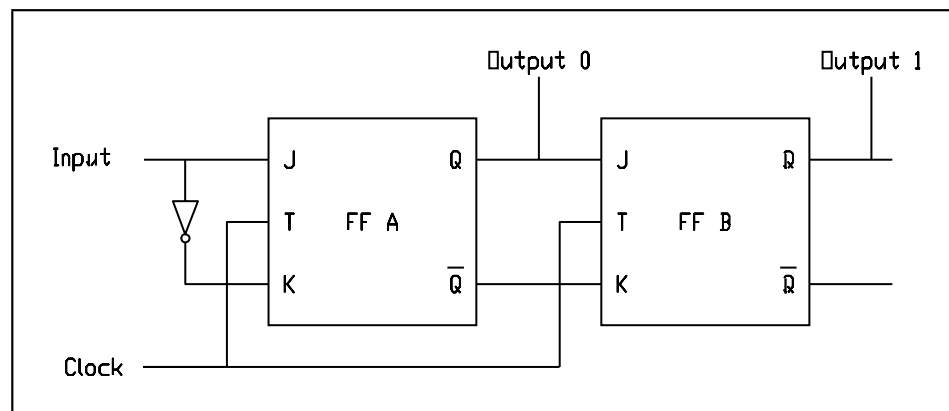 Output 0 Output 1
Input J Q J Q
T FF A T FF B
K Q̅ K Q̅
Clock